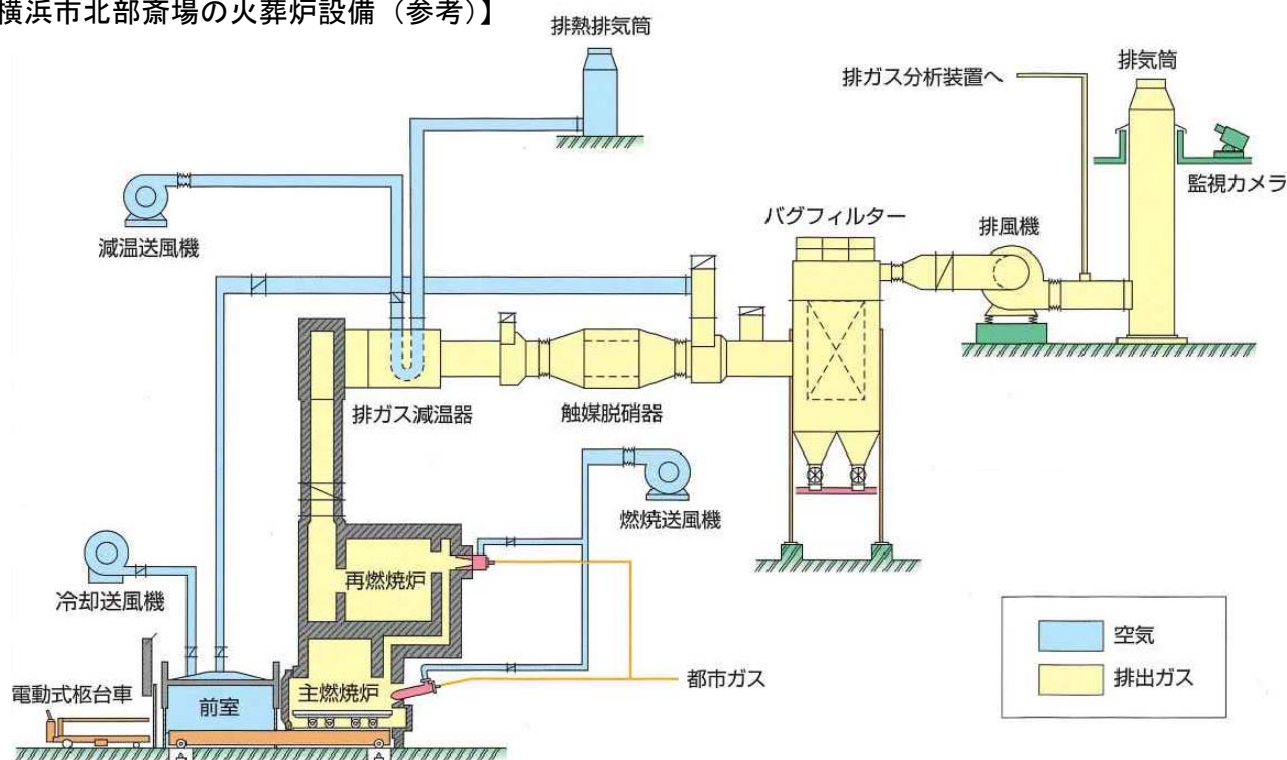 横浜市北部斎場の火葬炉設備（参考）】
排熱排気筒
排気筒
排ガス分析装置へ
監視カメラ
減温送風機
バグフィルター
排風機
排ガス減温器
触媒脱硝器
燃焼送風機
再燃焼炉
冷却送風機
空気
排出ガス
都市ガス
電動式柩台車
前室
主燃焼炉